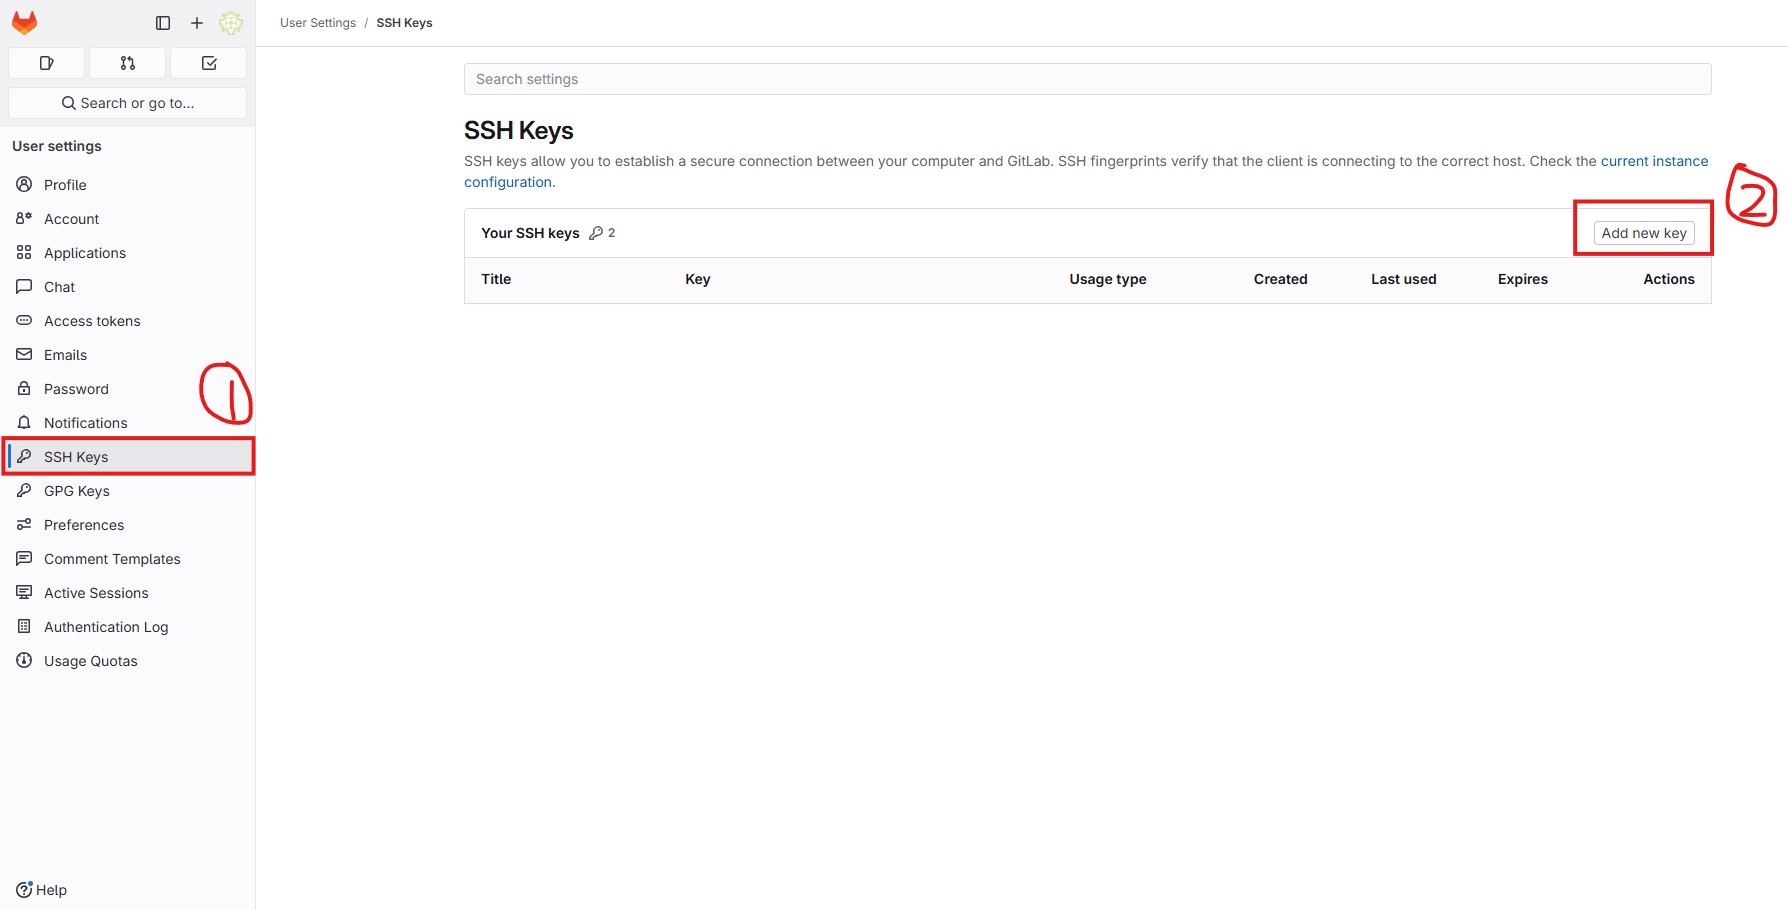 User Settings / SSH Keys
Search or go to...
User settings
Profile
Account
Applications
Chat
Access tokens
Emails
Password
Notifications
SSH Keys
GPG Keys
Preferences
Comment Templates
Active Sessions
Authentication Log
Usage Quotas
Help
1
Search settings
SSH Keys
SSH keys allow you to establish a secure connection between your computer and GitLab. SSH fingerprints verify that the client is connecting to the correct host. Check the current instance
configuration.
2
Your SSH keys 2 Add new key
Title Key Usage type Created Last used Expires Actions